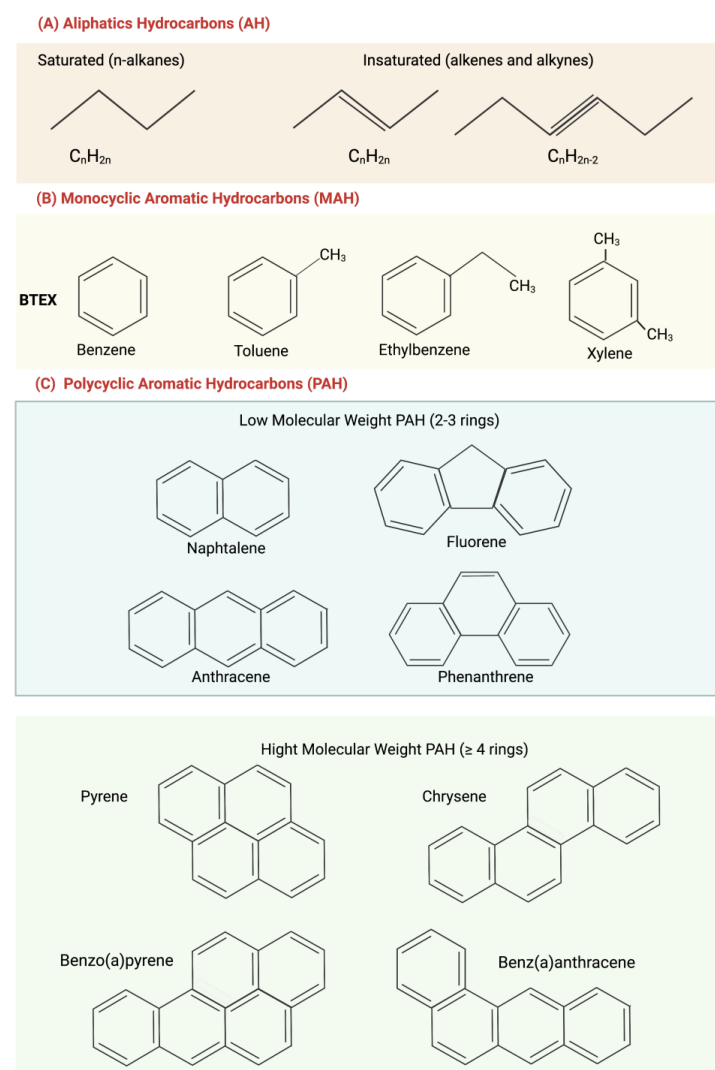 (A) Aliphatics Hydrocarbons (AH)
Saturated (n-alkanes)
Insaturated (alkenes and alkynes)
CnH2n
CnH2n
CnH2n-2
(B) Monocyclic Aromatic Hydrocarbons (MAH)
CH3
CH3
CH3
CH3
BTEX
Benzene
Toluene
Ethylbenzene
Xylene
(C) Polycyclic Aromatic Hydrocarbons (PAH)
Low Molecular Weight PAH (2-3 rings)
Naphtalene
Fluorene
Anthracene
Phenanthrene
Hight Molecular Weight PAH (≥ 4 rings)
Pyrene
Chrysene
Benzo(a)pyrene
Benz(a)anthracene